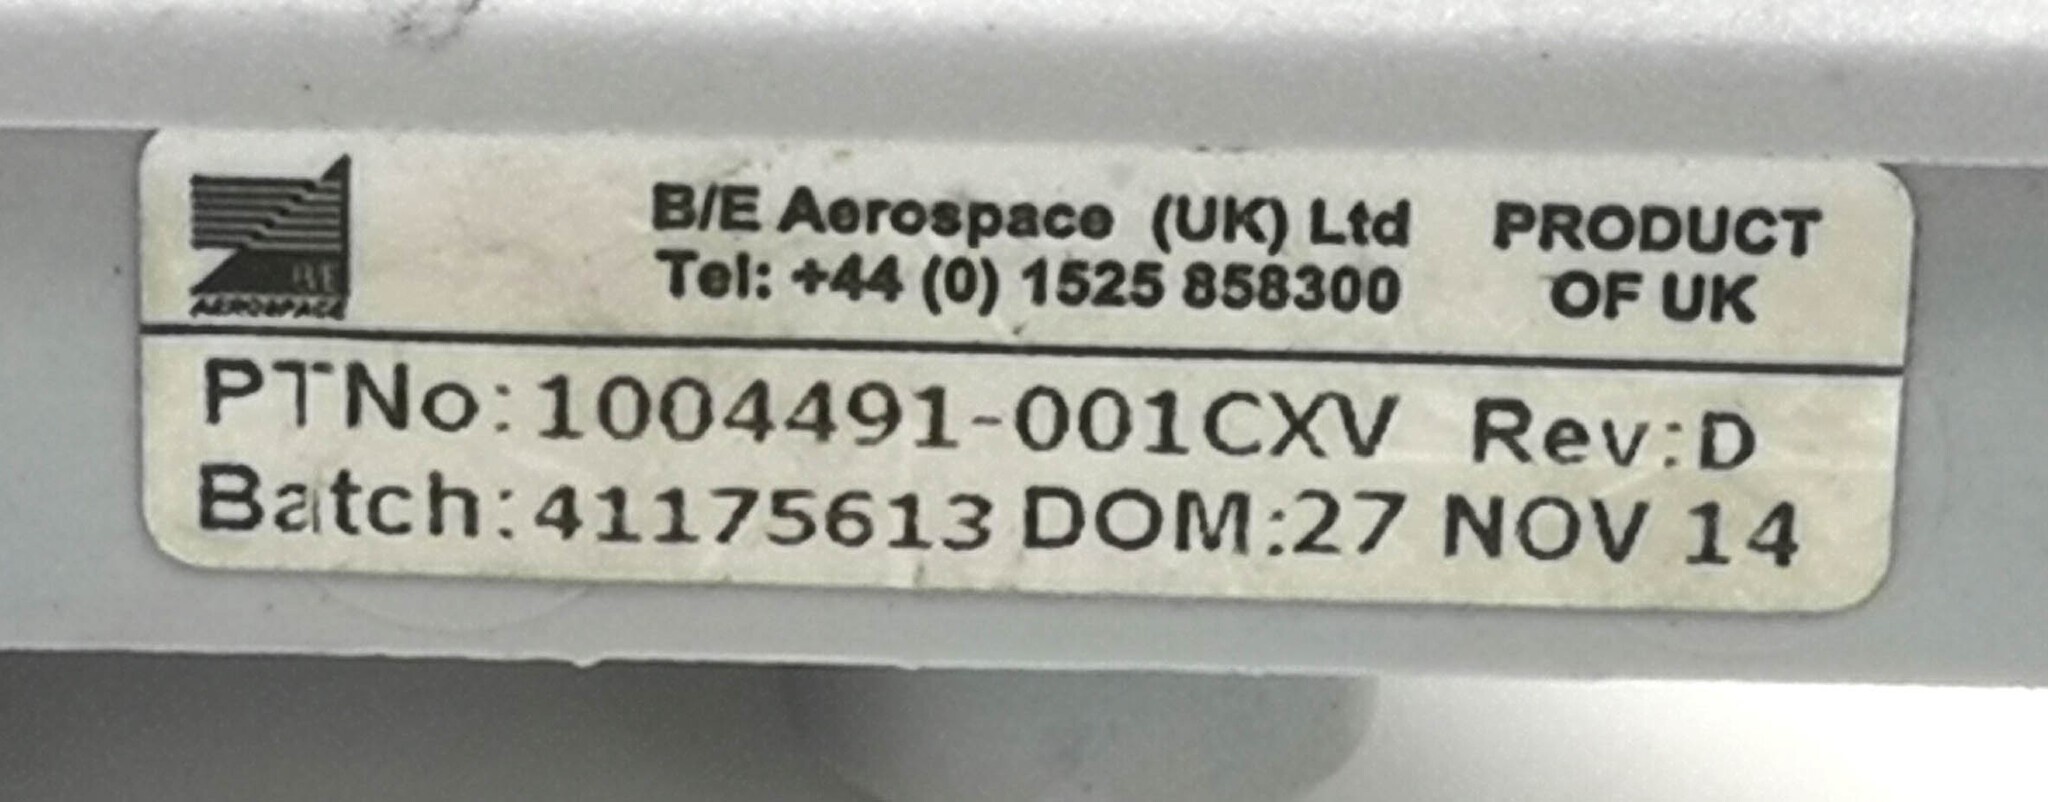 B/E
AEROSPACE
B/E Aerospace (UK) Ltd
Tel: +44 (0) 1525 858300
PRODUCT
OF UK
PTNo:1004491-001CXV Rev:D
Batch:41175613 DOM:27 NOV 14